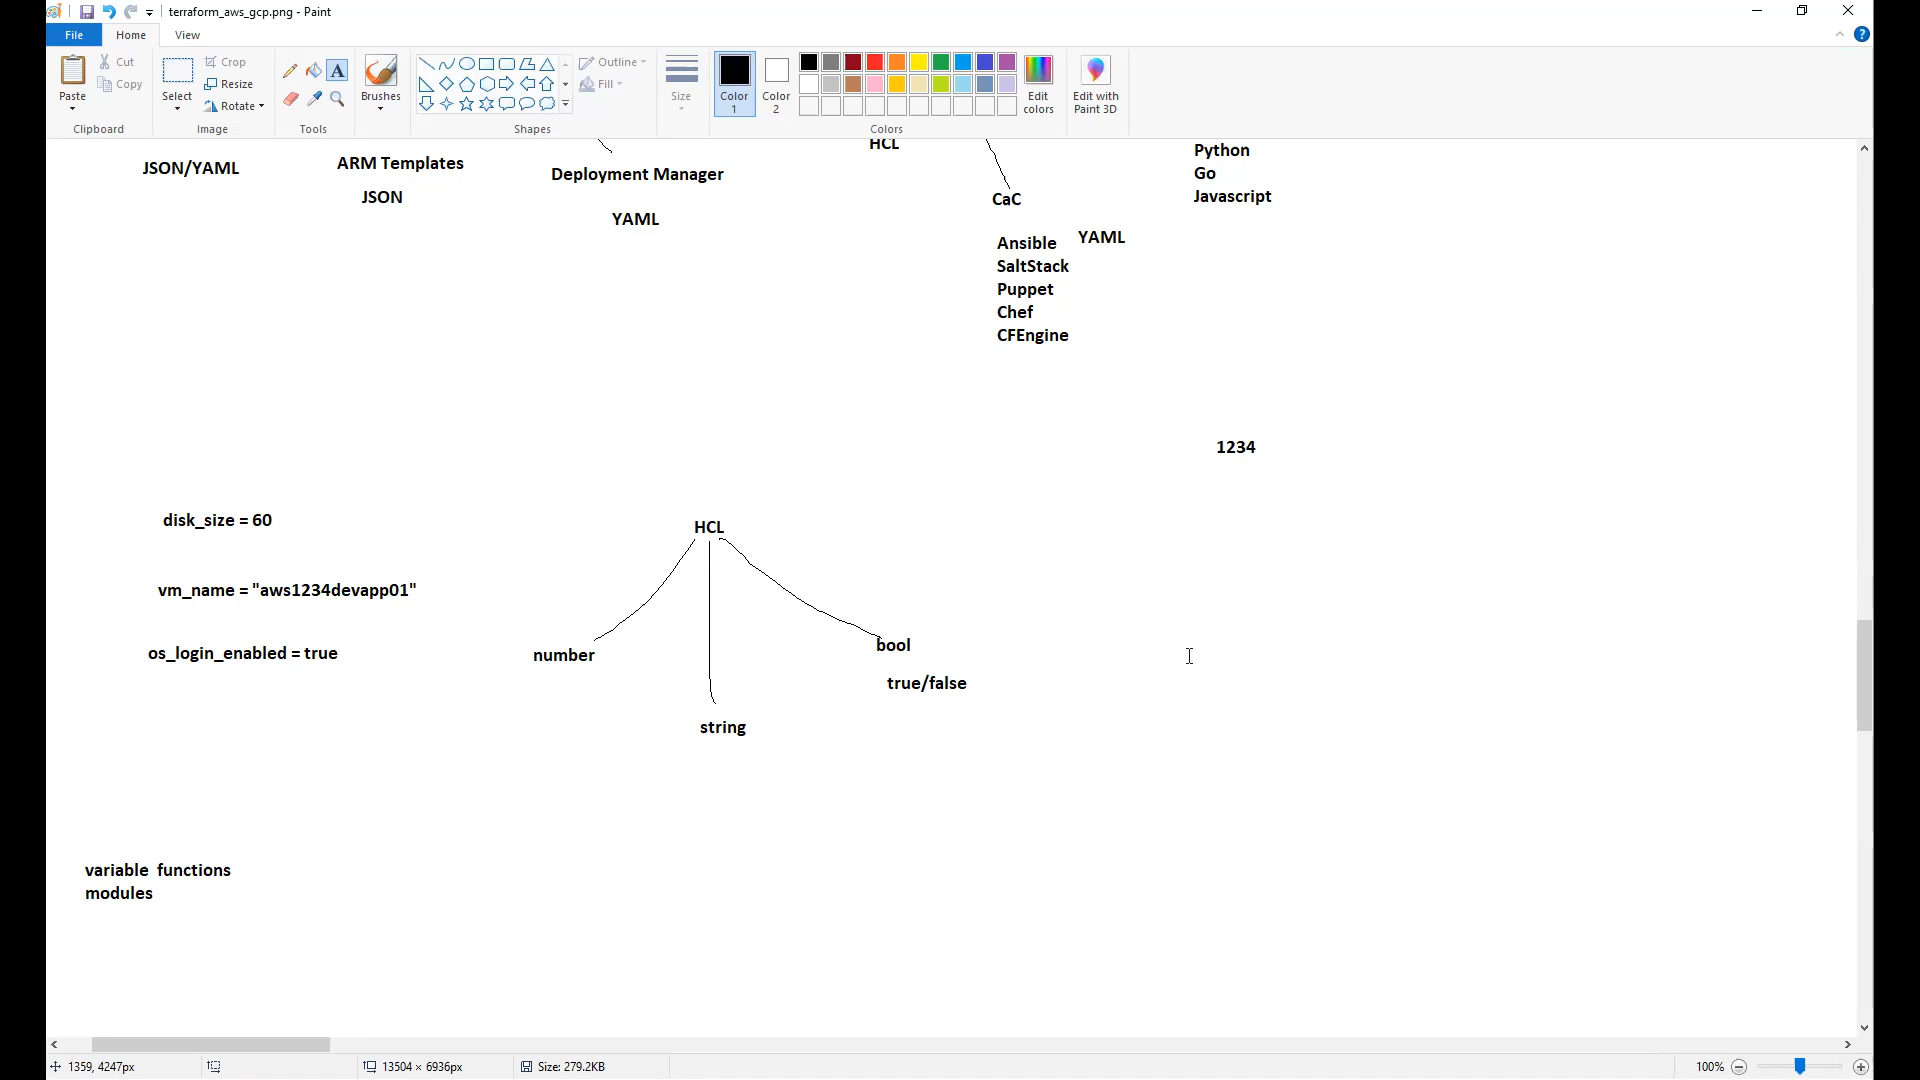 terraform_aws_gcp.png - Paint
File
Home
View
Paste
Cut
Copy
Clipboard
Select
Crop
Resize
Rotate
Image
A
Tools
Brushes
Shapes
Outline
Fill
Size
Color 1
Color 2
Colors
Edit colors
Edit with Paint 3D
JSON/YAML
ARM Templates
JSON
Deployment Manager
YAML
HCL
CaC
Ansible YAML
SaltStack
Puppet
Chef
CFEngine
Python
Go
Javascript
1234
disk_size = 60
vm_name = "aws1234devapp01"
os_login_enabled = true
HCL
number
string
bool
true/false
variable functions
modules
1359, 4247px
13504 × 6936px
Size: 279.2KB
100%